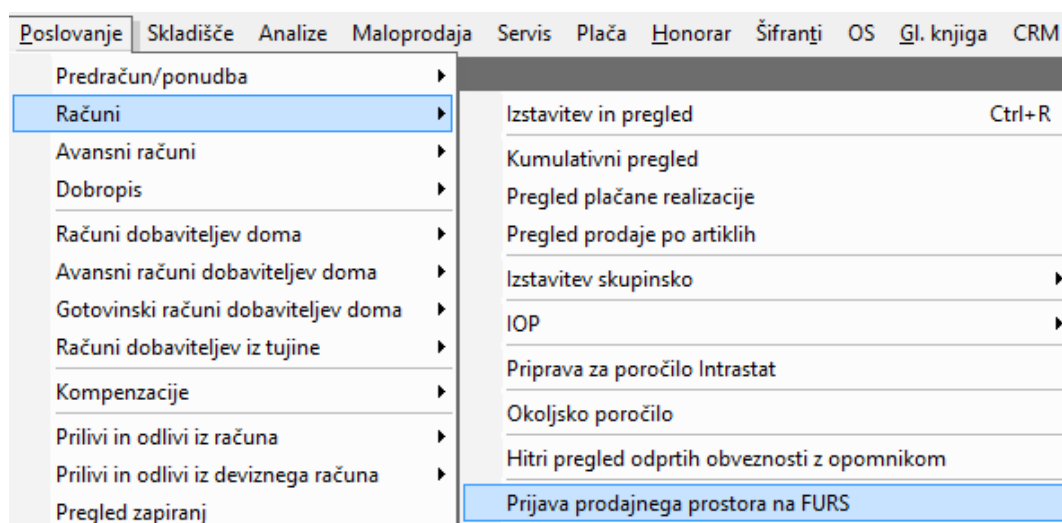 Poslovanje Skladišče Analize Maloprodaja Servis Plača Honorar Šifranti OS Gl. knjiga CRM
Predračun/ponudba
Računi
Avansni računi
Dobropis
Računi dobaviteljev doma
Avansni računi dobaviteljev doma
Gotovinski računi dobaviteljev doma
Računi dobaviteljev iz tujine
Kompenzacije
Prilivi in odlivi iz računa
Prilivi in odlivi iz deviznega računa
Pregled zapiranj
Izstavitev in pregled Ctrl+R
Kumulativni pregled
Pregled plačane realizacije
Pregled prodaje po artiklih
Izstavitev skupinsko
IOP
Priprava za poročilo Intrastat
Okoljsko poročilo
Hitri pregled odprtih obveznosti z opomnikom
Prijava prodajnega prostora na FURS